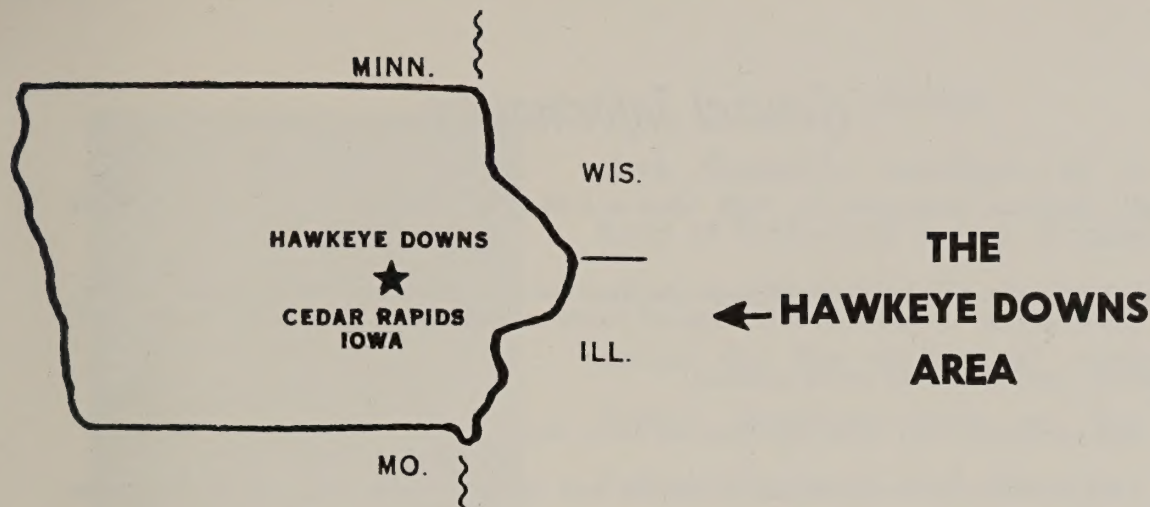 MINN.
WIS.
HAWKEYE DOWNS
CEDAR RAPIDS
IOWA
ILL.
MO.
THE
HAWKEYE DOWNS
AREA